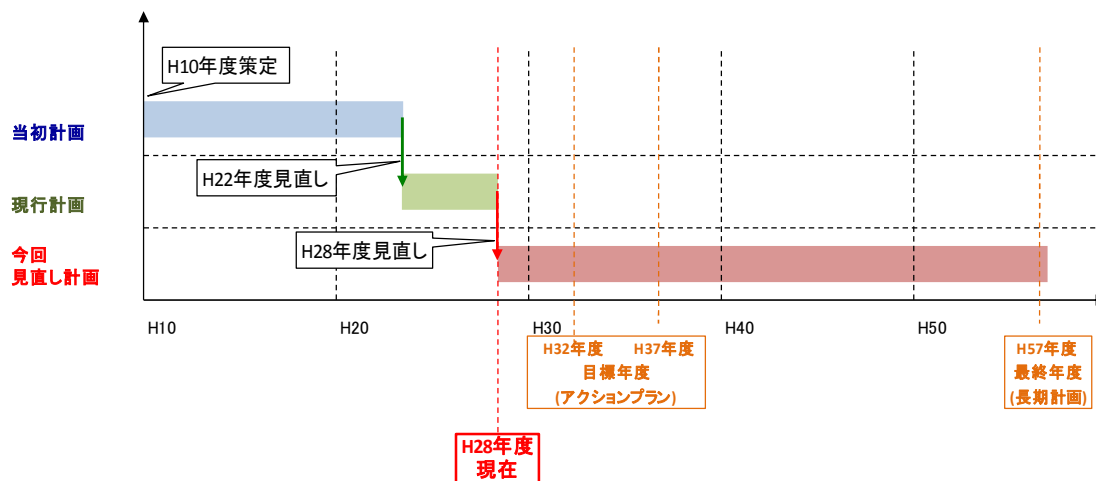 H10年度策定
当初計画
H22年度見直し
現行計画
H28年度見直し
今回
見直し計画
H10
H20
H30
H40
H50
H32年度 H37年度
目標年度
(アクションプラン)
H57年度
最終年度
(長期計画)
H28年度
現在